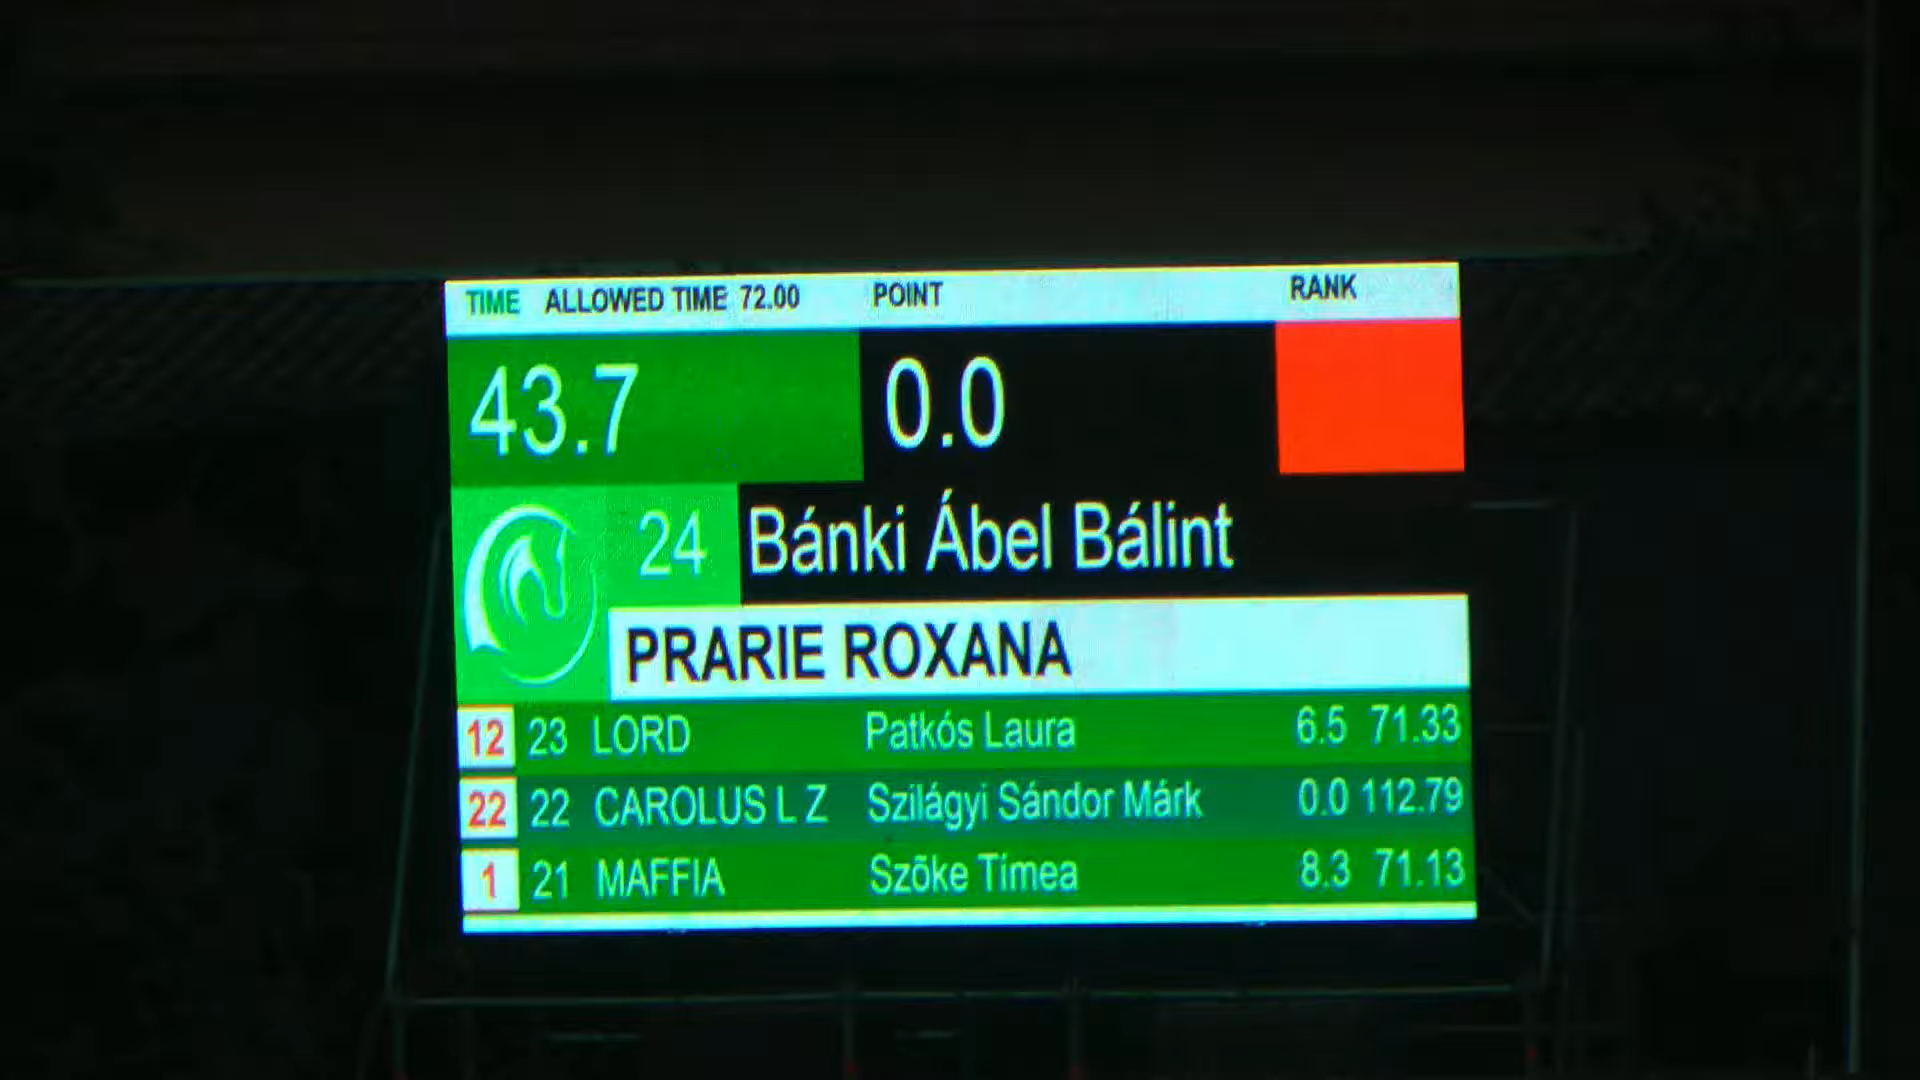 TIME ALLOWED TIME 72.00 POINT RANK
43.7 0.0
24 Bánki Ábel Bálint
PRARIE ROXANA
12 23 LORD Patkós Laura 6.5 71.33
22 22 CAROLUS L Z Szilágyi Sándor Márk 0.0 112.79
1 21 MAFFIA Szõke Tímea 8.3 71.13